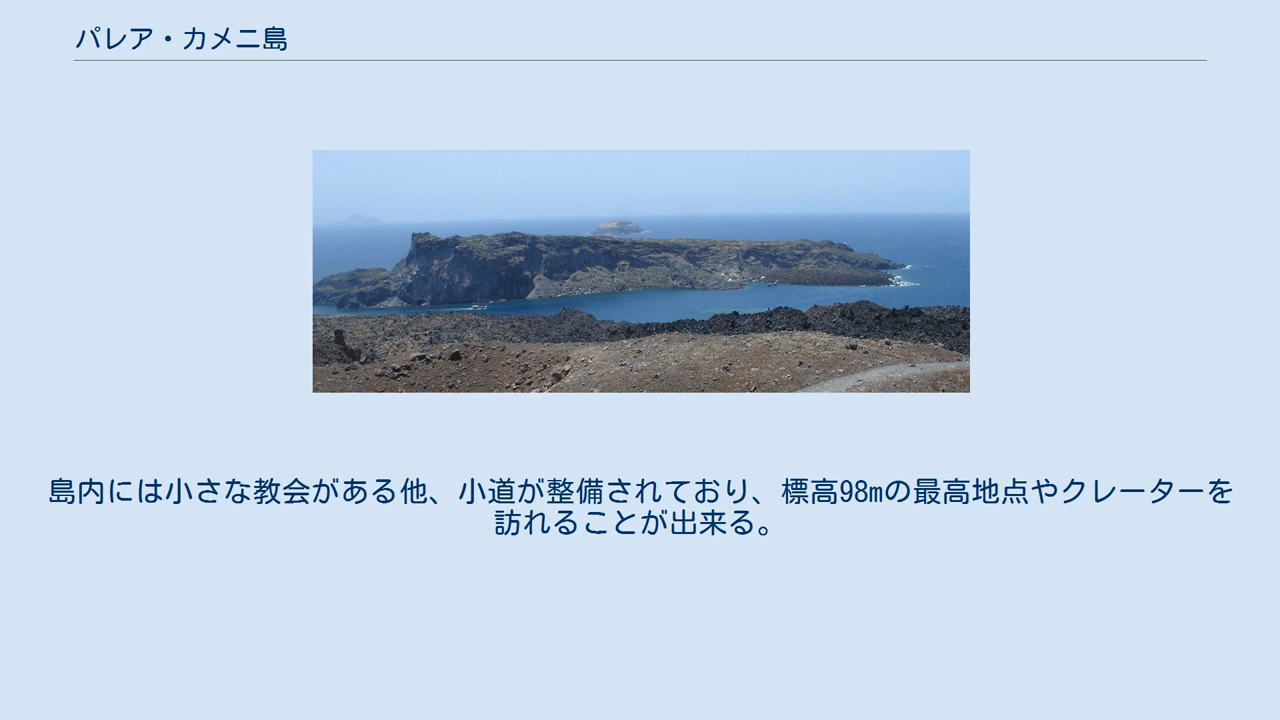 パレア・カメニ島
島内には小さな教会がある他、小道が整備されており、標高98mの最高地点やクレーターを
訪れることが出来る。